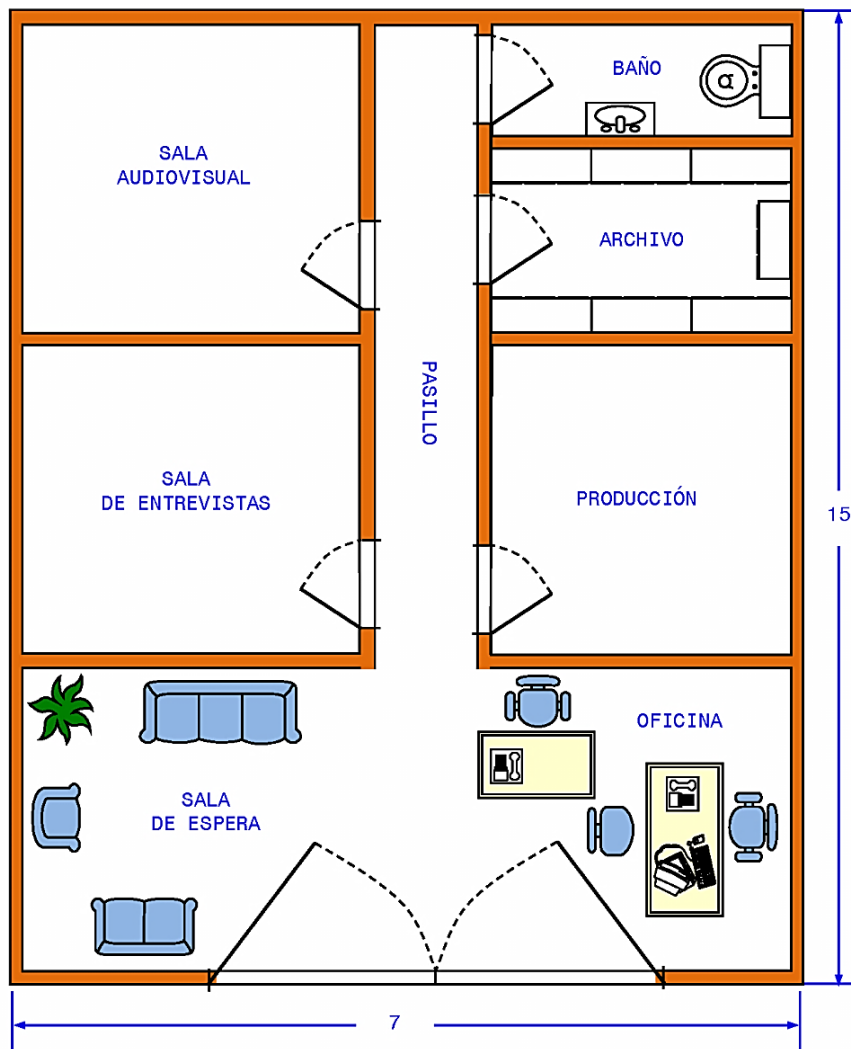 BAÑO
SALA
AUDIOVISUAL
ARCHIVO
PASILLO
SALA
DE ENTREVISTAS
PRODUCCIÓN
15
OFICINA
SALA
DE ESPERA
7